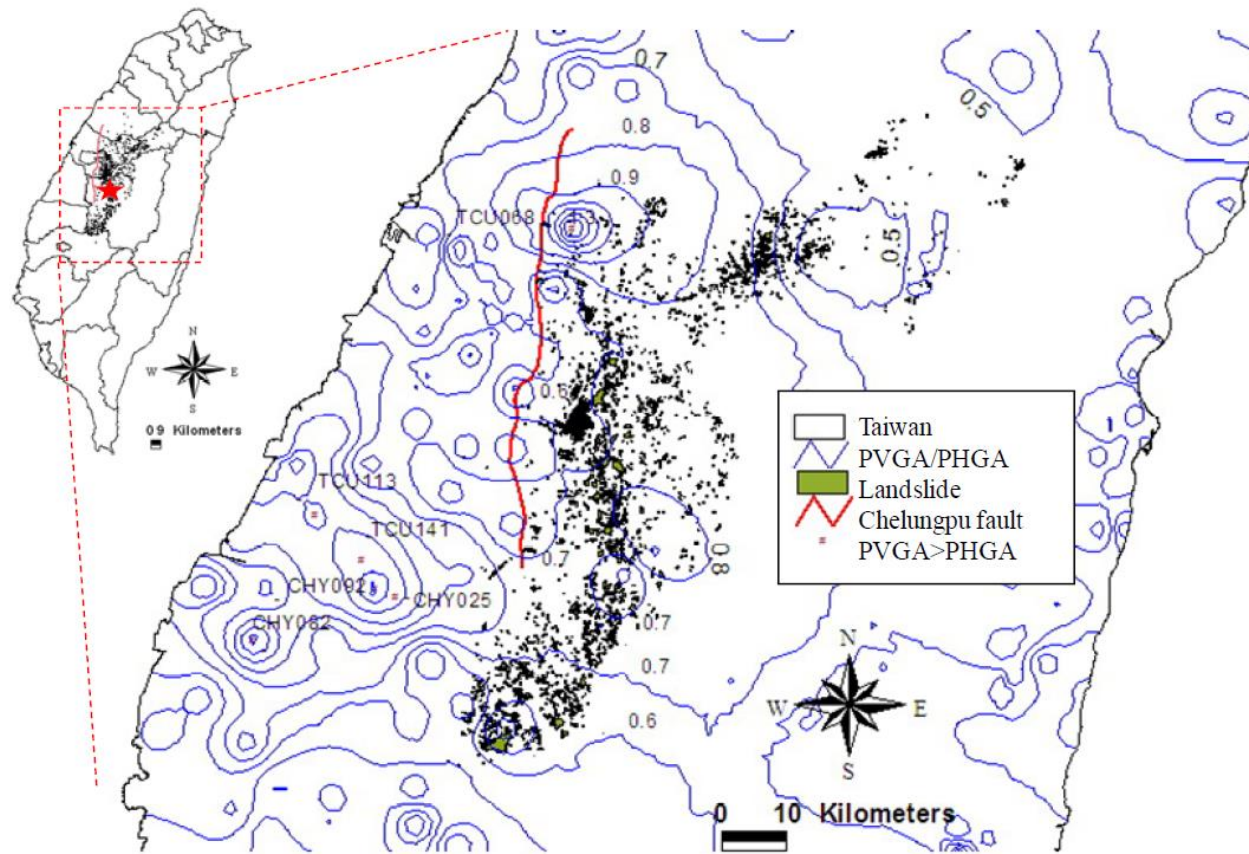 0.7
0.5
0.8
0.9
TCU068
1.3
0.5
N
W E
S
0 9 Kilometers
0.6
Taiwan
PVGA/PHGA
Landslide
Chelungpu fault
PVGA>PHGA
TCU113
TCU141
0.7
0.8
CHY092
CHY025
CHY082
0.7
0.7
0.6
N
W E
S
0 10 Kilometers